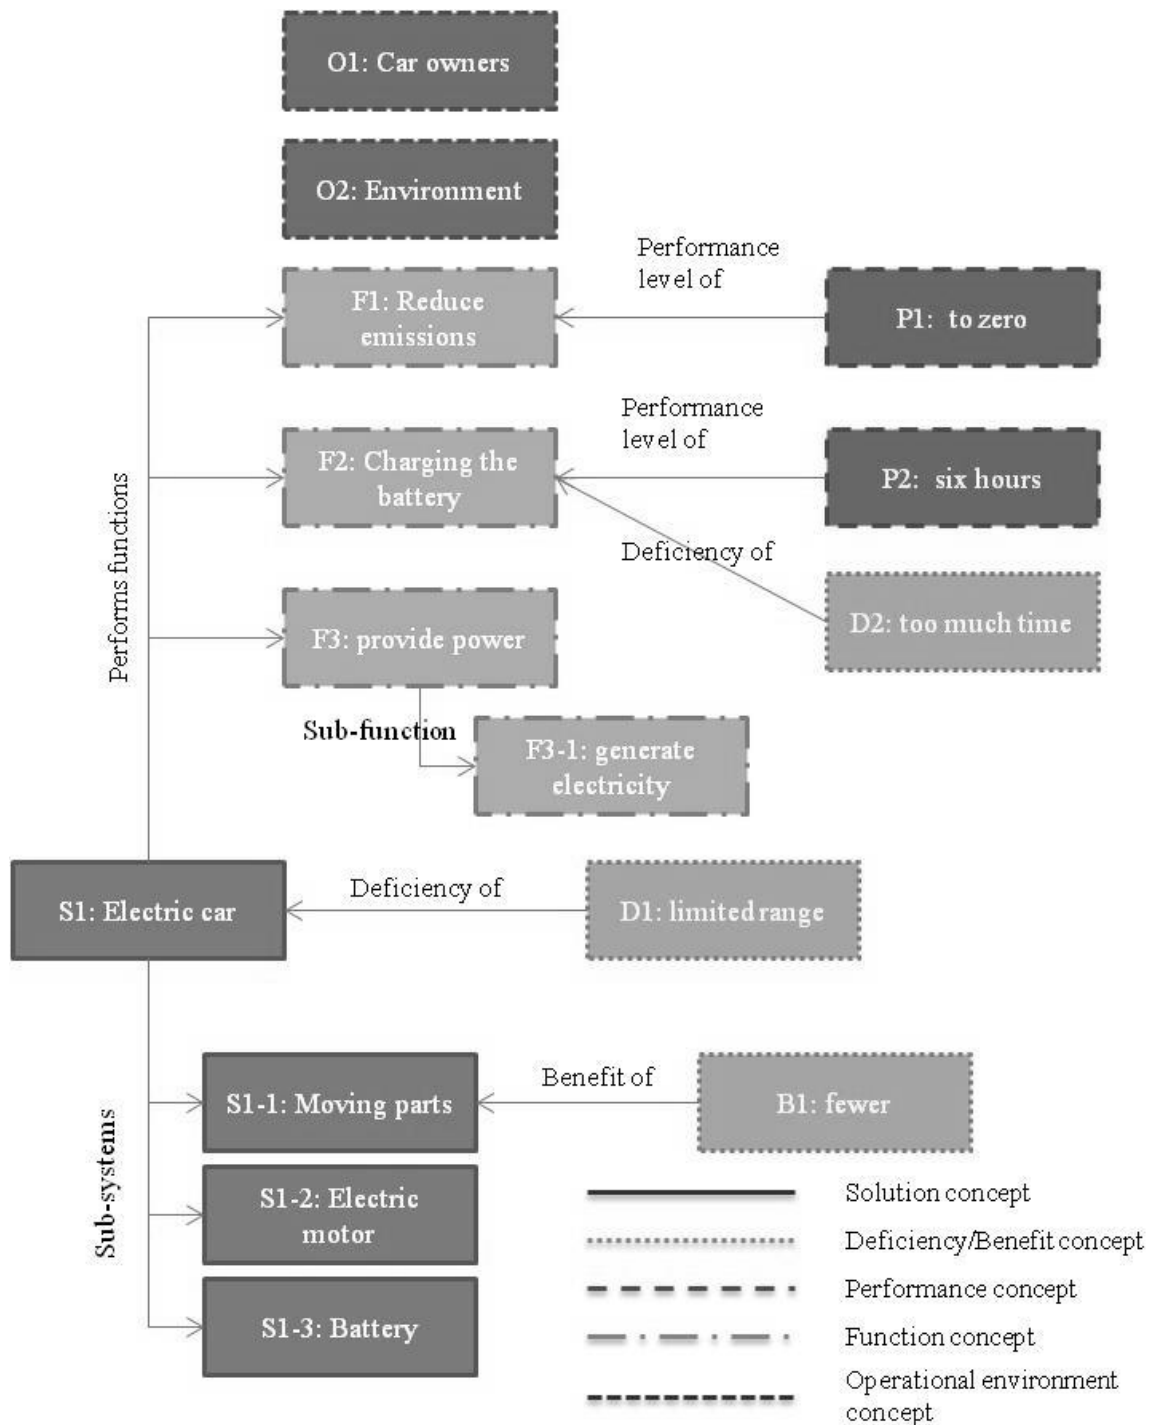 O1: Car owners
O2: Environment
Performance
level of
F1: Reduce
emissions
P1: to zero
Performance
level of
F2: Charging the
battery
P2: six hours
Deficiency of
D2: too much time
Performs functions
F3: provide power
Sub-function
F3-1: generate
electricity
S1: Electric car
Deficiency of
D1: limited range
Sub-systems
S1-1: Moving parts
Benefit of
B1: fewer
S1-2: Electric
motor
S1-3: Battery
Solution concept
Deficiency/Benefit concept
Performance concept
Function concept
Operational environment
concept